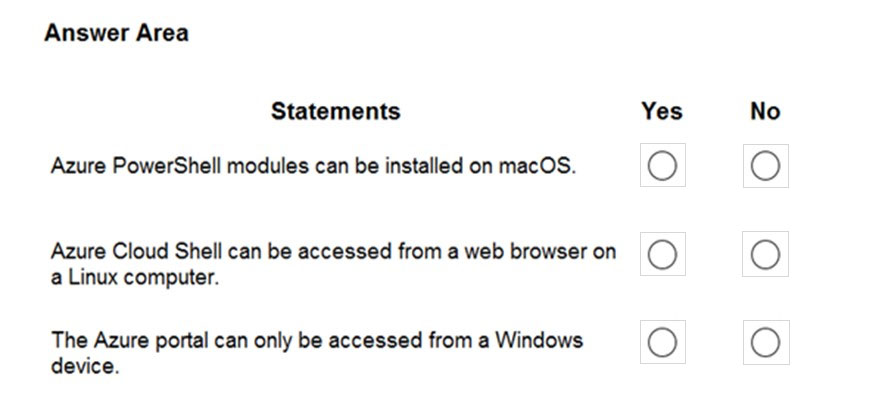 Answer Area
Statements Yes No
Azure PowerShell modules can be installed on macOS.
Azure Cloud Shell can be accessed from a web browser on
a Linux computer.
The Azure portal can only be accessed from a Windows
device.